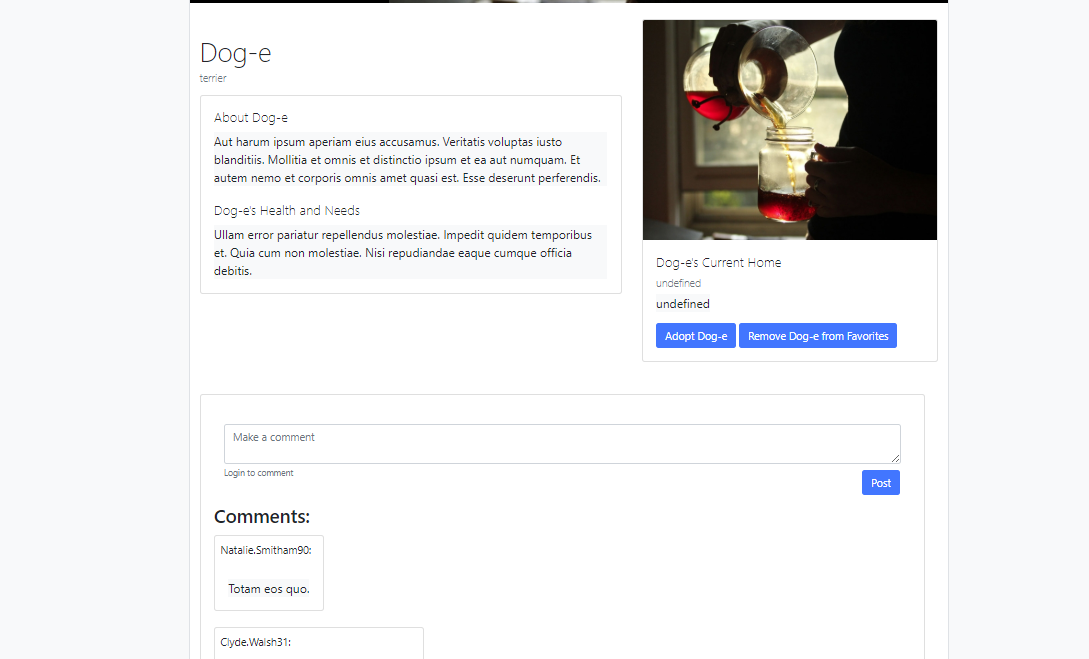 Dog-e
terrier
About Dog-e
Aut harum ipsum aperiam eius accusamus. Veritatis voluptas iusto
blanditiis. Mollitia et omnis et distinctio ipsum et ea aut numquam. Et
autem nemo et corporis omnis amet quasi est. Esse deserunt perferendis.
Dog-e's Health and Needs
Ullam error pariatur repellendus molestiae. Impedit quidem temporibus
et. Quia cum non molestiae. Nisi repudiandae eaque cumque officia
debitis.
Dog-e's Current Home
undefined
undefined
Adopt Dog-e
Remove Dog-e from Favorites
Make a comment
Login to comment
Post
Comments:
Natalie.Smitham90:
Totam eos quo.
Clyde.Walsh31: